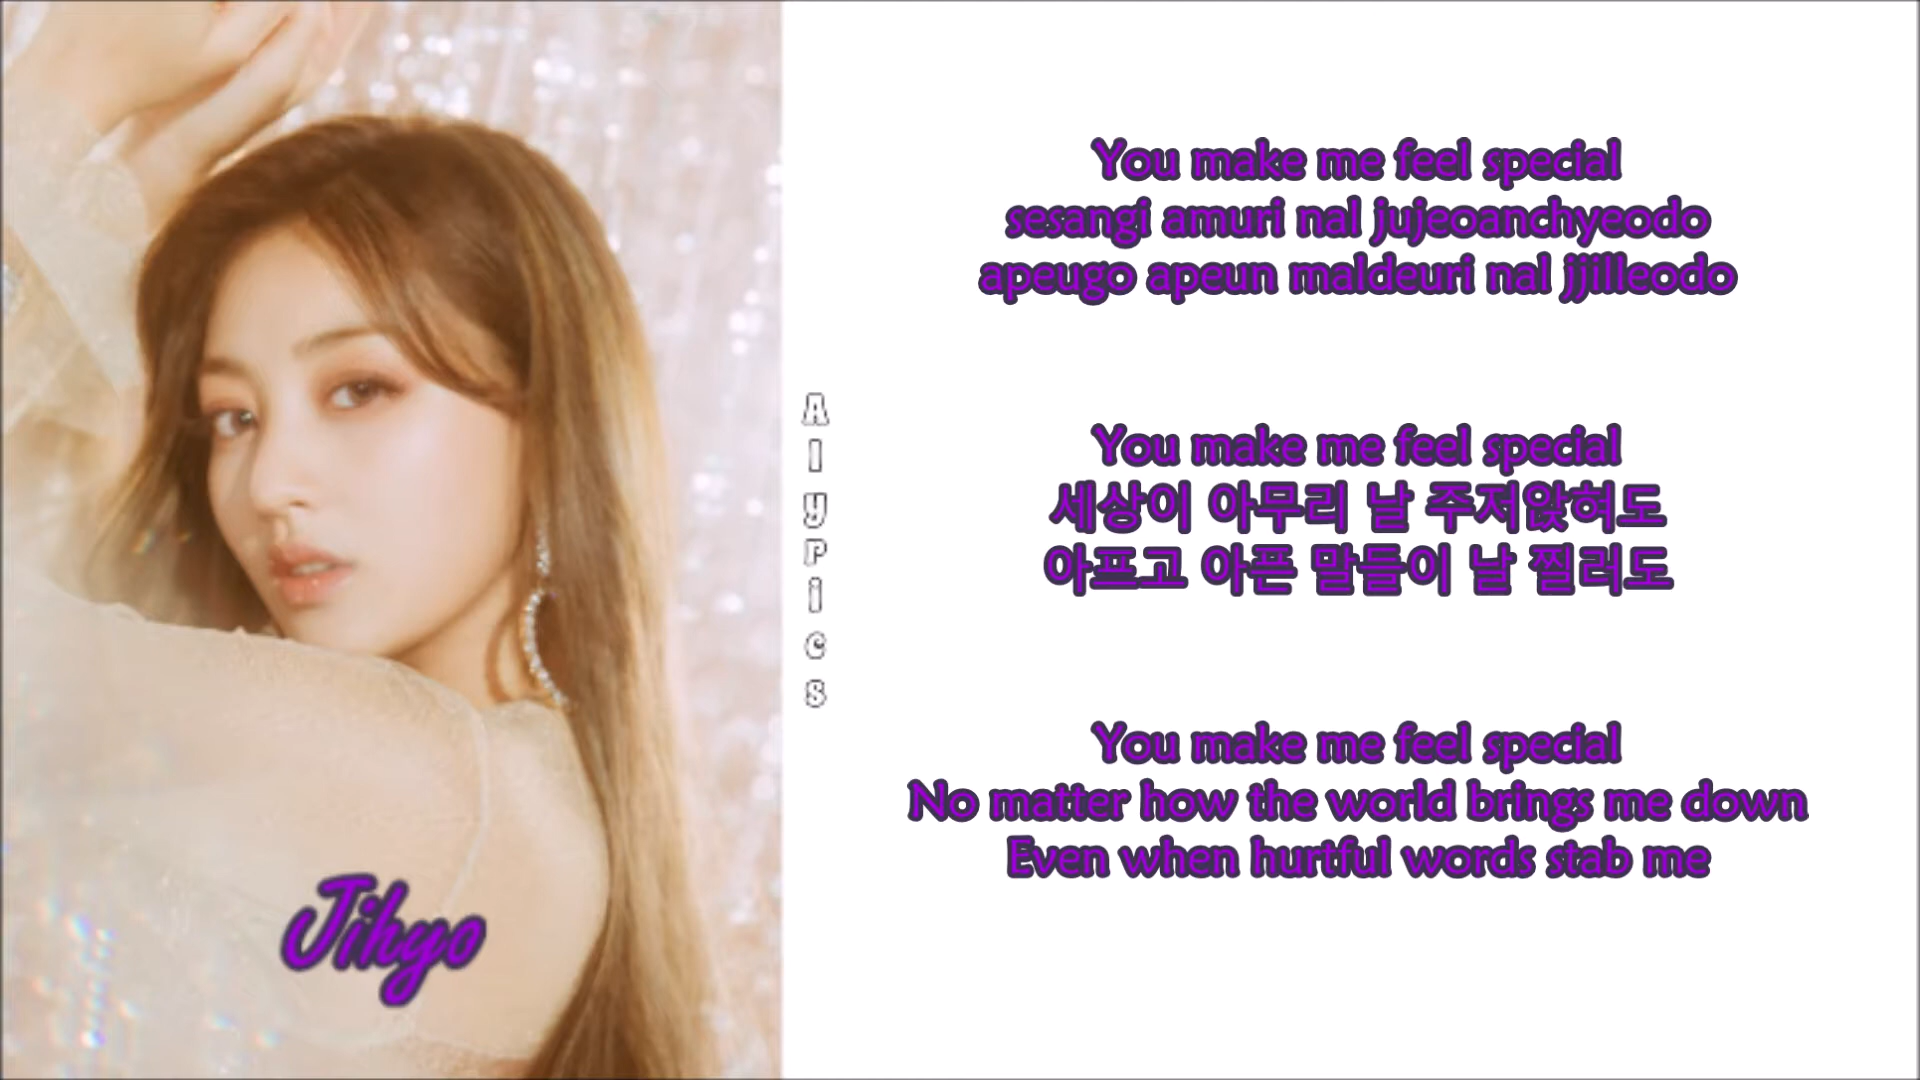 You make me feel special
sesangi amuri nal jujeoanchyeodo
apeugo apeun maldeuri nal jjilleodo
You make me feel special
세상이 아무리 날 주저앉혀도
아프고 아픈 말들이 날 찔러도
You make me feel special
No matter how the world brings me down
Even when hurtful words stab me
Alypics
Jihyo